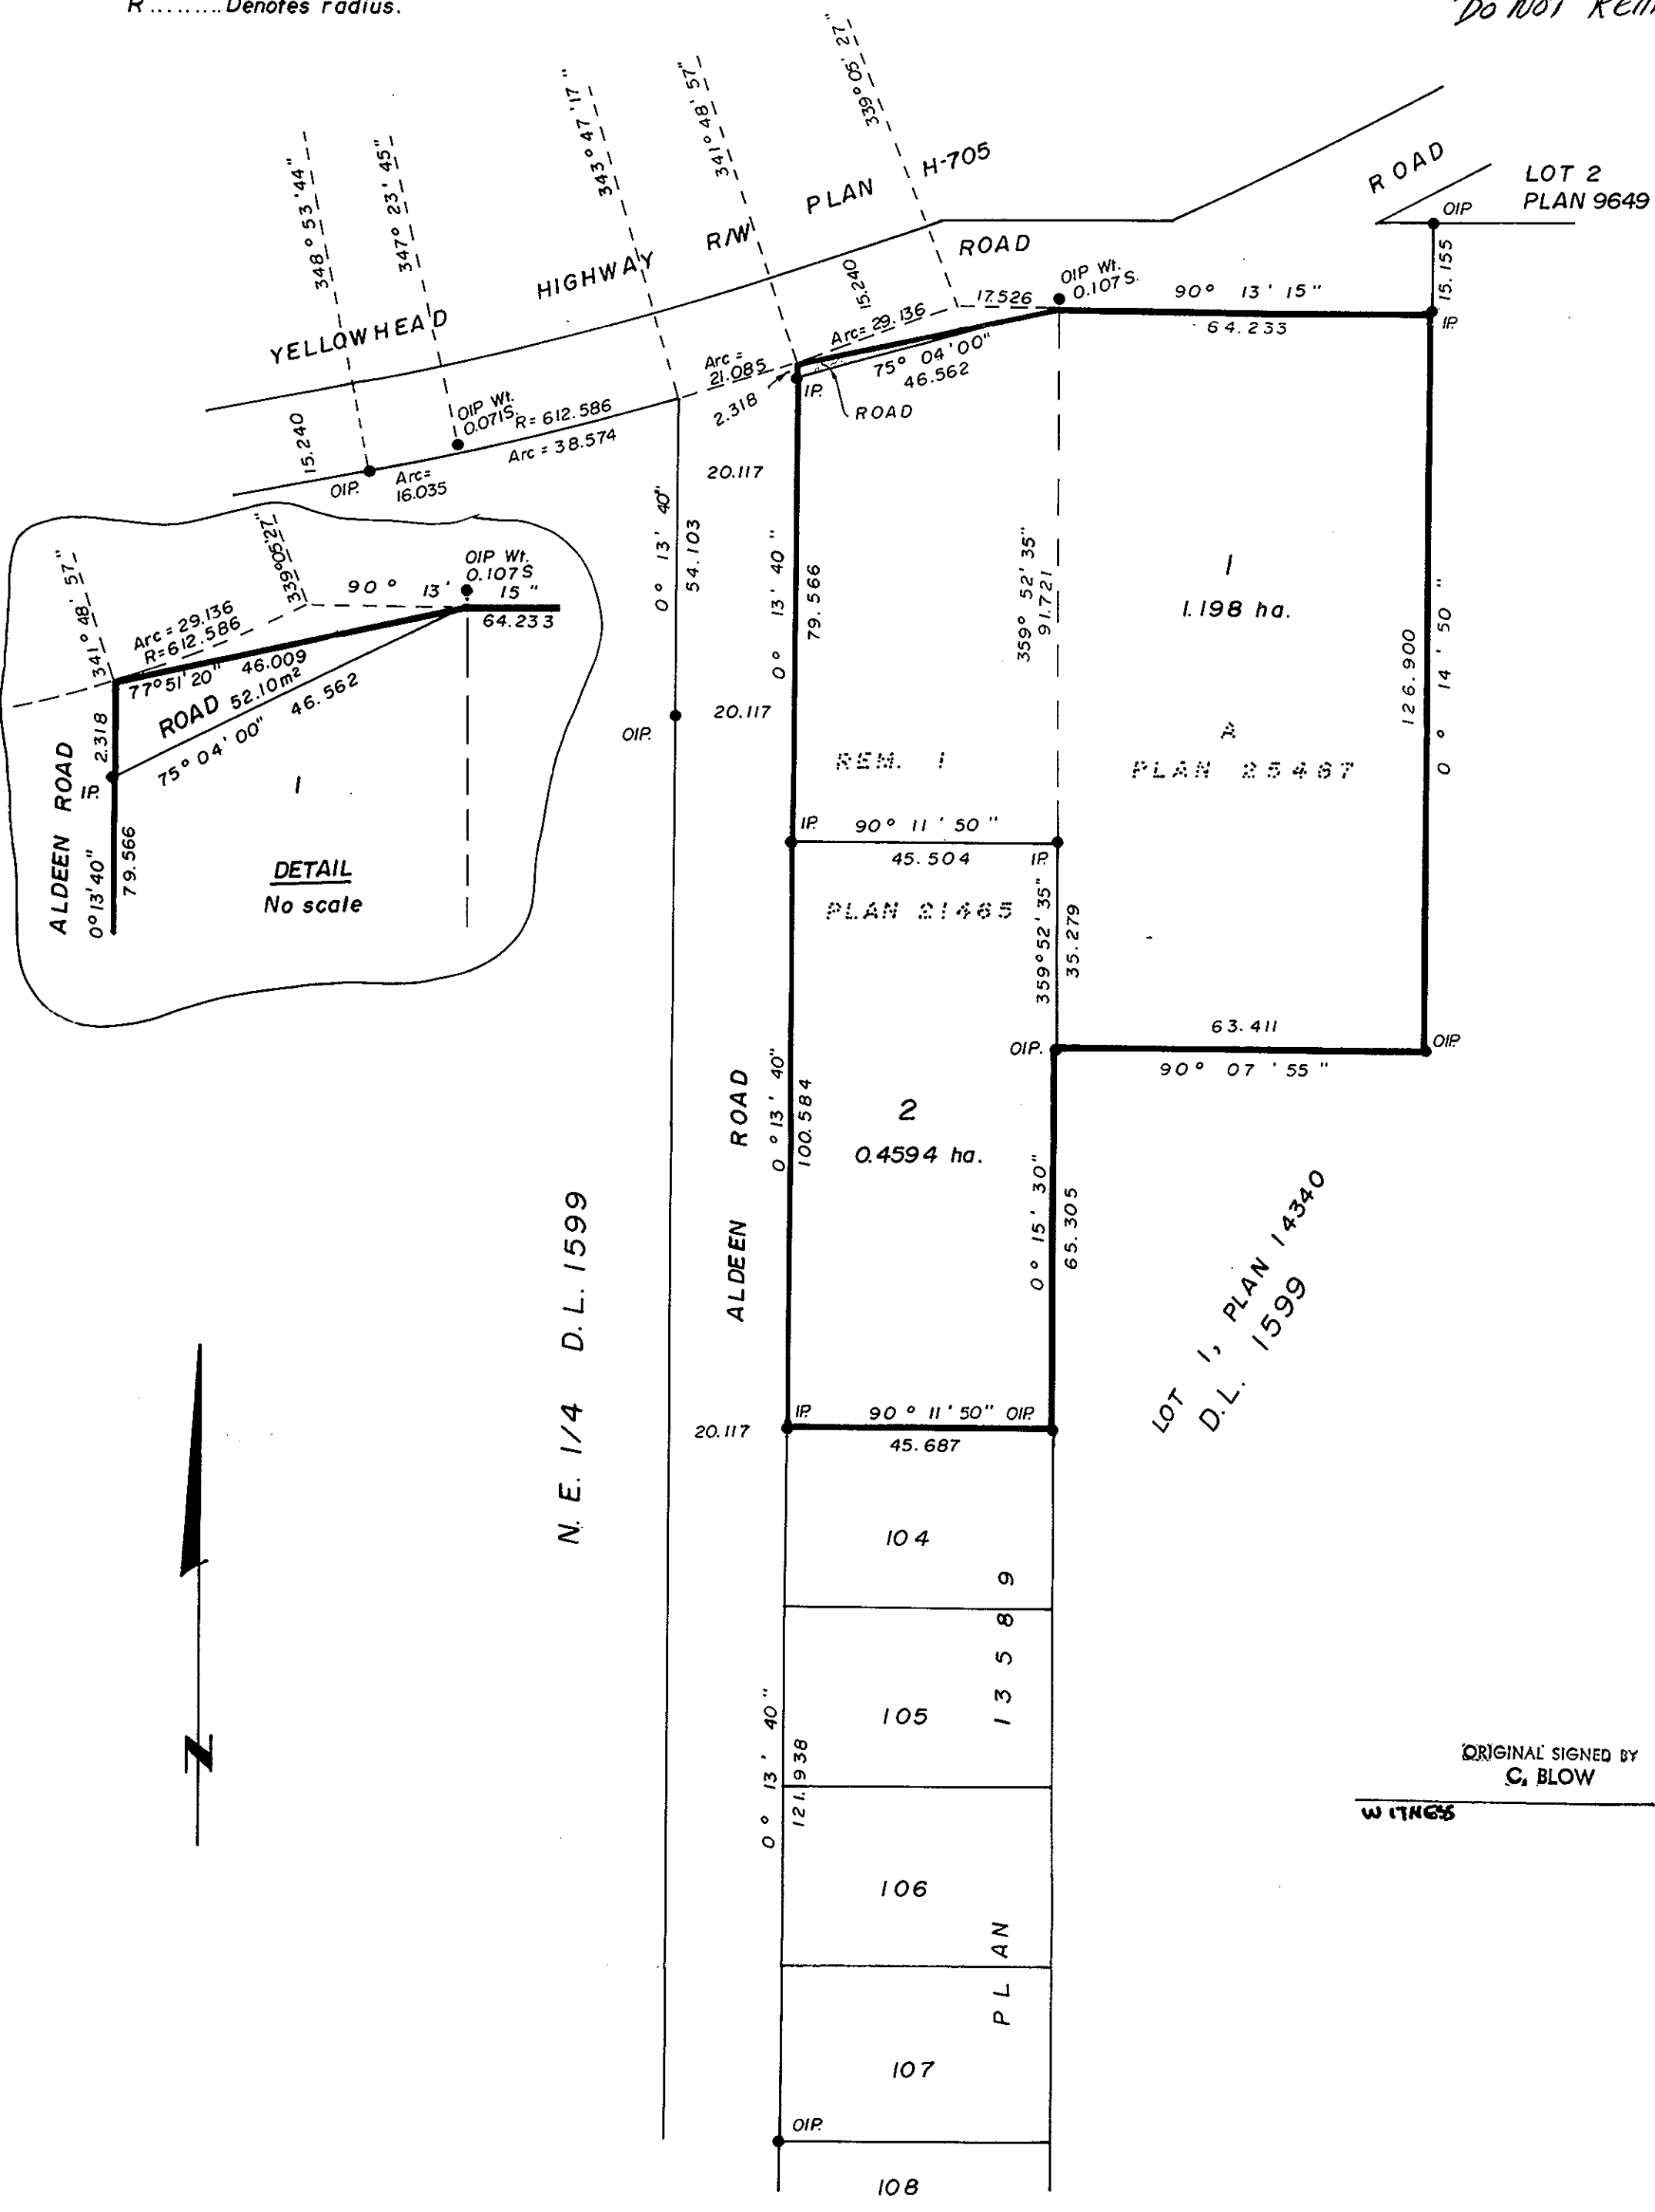 R ......... Denotes radius.
Do Not
348° 53' 44"
347° 23' 45"
343° 47' 17"
341° 48' 57"
339° 05' 27"
YELLOWHEAD HIGHWAY R/W PLAN H-705
ROAD
ROAD
LOT 2
PLAN 9649
OIP
15.155
IP.
OIP Wt.
0.107S.
90° 13' 15"
64.233
17.526
15.240
Arc = 29.136
75° 04' 00"
46.562
ROAD
Arc =
21.085
2.318
IP.
OIP Wt.
0.071S.
R = 612.586
Arc = 38.574
15.240
OIP.
Arc =
16.035
20.117
0° 13' 40"
54.103
0° 13' 40"
79.566
359° 52' 35"
91.721
1
1.198 ha.
126.900
0° 14' 50"
OIP.
20.117
REM. 1
2
PLAN 25467
IP.
90° 11' 50"
45.504
IP.
PLAN 21465
359° 52' 35"
35.279
OIP.
63.411
90° 07' 55"
OIP.
341° 48' 57"
339°05'27"
OIP Wt.
0.107S
90° 13' 15"
64.233
Arc = 29.136
R=612.586
77°51'20"
46.009
ROAD 52.10m²
75° 04' 00"
46.562
2.318
IP.
1
ALDEEN ROAD
0°13'40"
79.566
DETAIL
No scale
ALDEEN ROAD
0° 13' 40"
100.584
2
0.4594 ha.
0° 15' 30"
65.305
N. E. 1/4 D. L. 1599
LOT 1, PLAN 14340
D. L. 1599
N
20.117
IP.
90° 11' 50"
OIP.
45.687
104
105
106
107
108
PLAN 13589
0° 13' 40"
121.938
OIP.
ORIGINAL SIGNED BY
C. BLOW
WITNESS